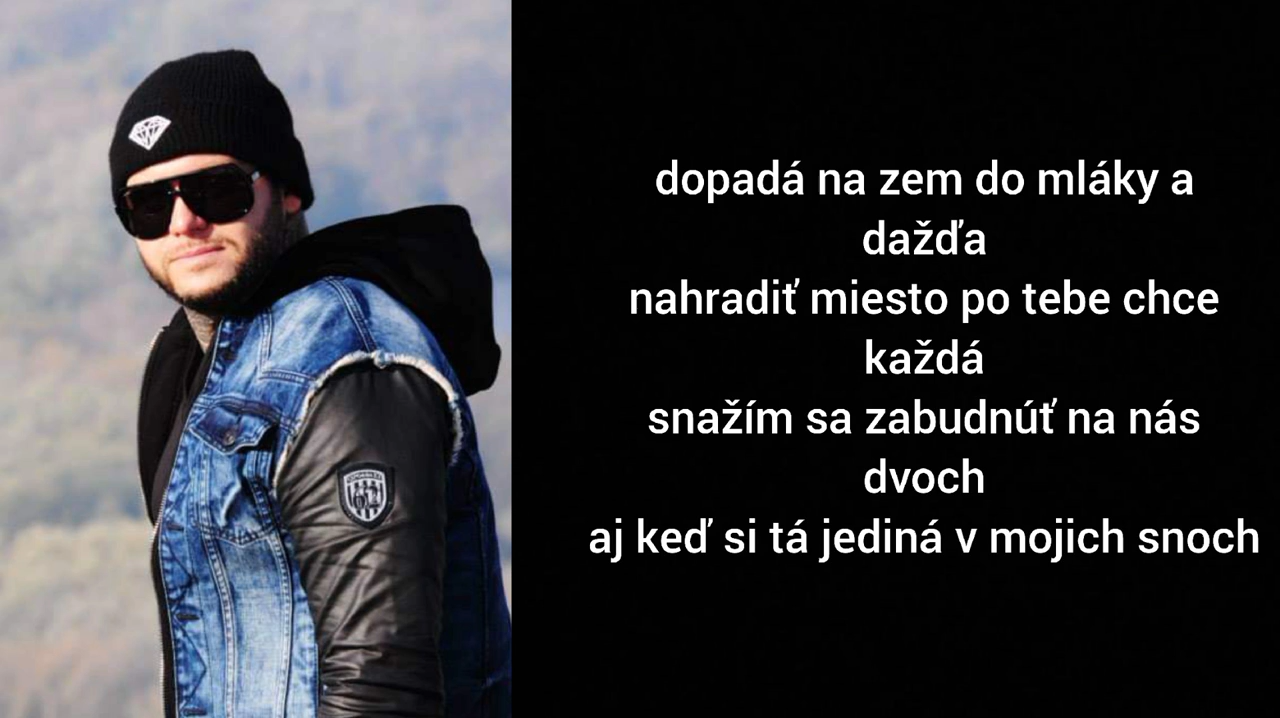 dopadá na zem do mláky a
dažďa
nahradiť miesto po tebe chce
každá
snažím sa zabudnúť na nás
dvoch
aj keď si tá jediná v mojich snoch